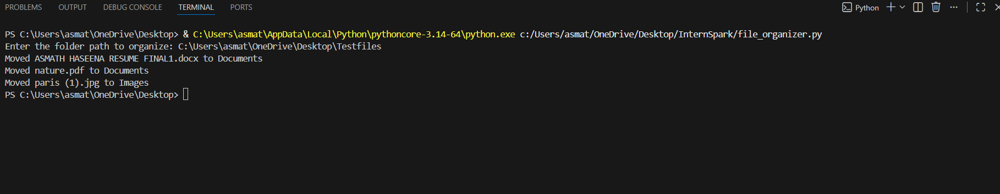 PROBLEMS OUTPUT DEBUG CONSOLE TERMINAL PORTS Python
PS C:\Users\asmat\OneDrive\Desktop> & C:\Users\asmat\AppData\Local\Python\pythoncore-3.14-64\python.exe c:/Users/asmat/OneDrive/Desktop/InternSpark/file_organizer.py
Enter the folder path to organize: C:\Users\asmat\OneDrive\Desktop\Testfiles
Moved ASMATH HASEENA RESUME FINAL1.docx to Documents
Moved nature.pdf to Documents
Moved paris (1).jpg to Images
PS C:\Users\asmat\OneDrive\Desktop>